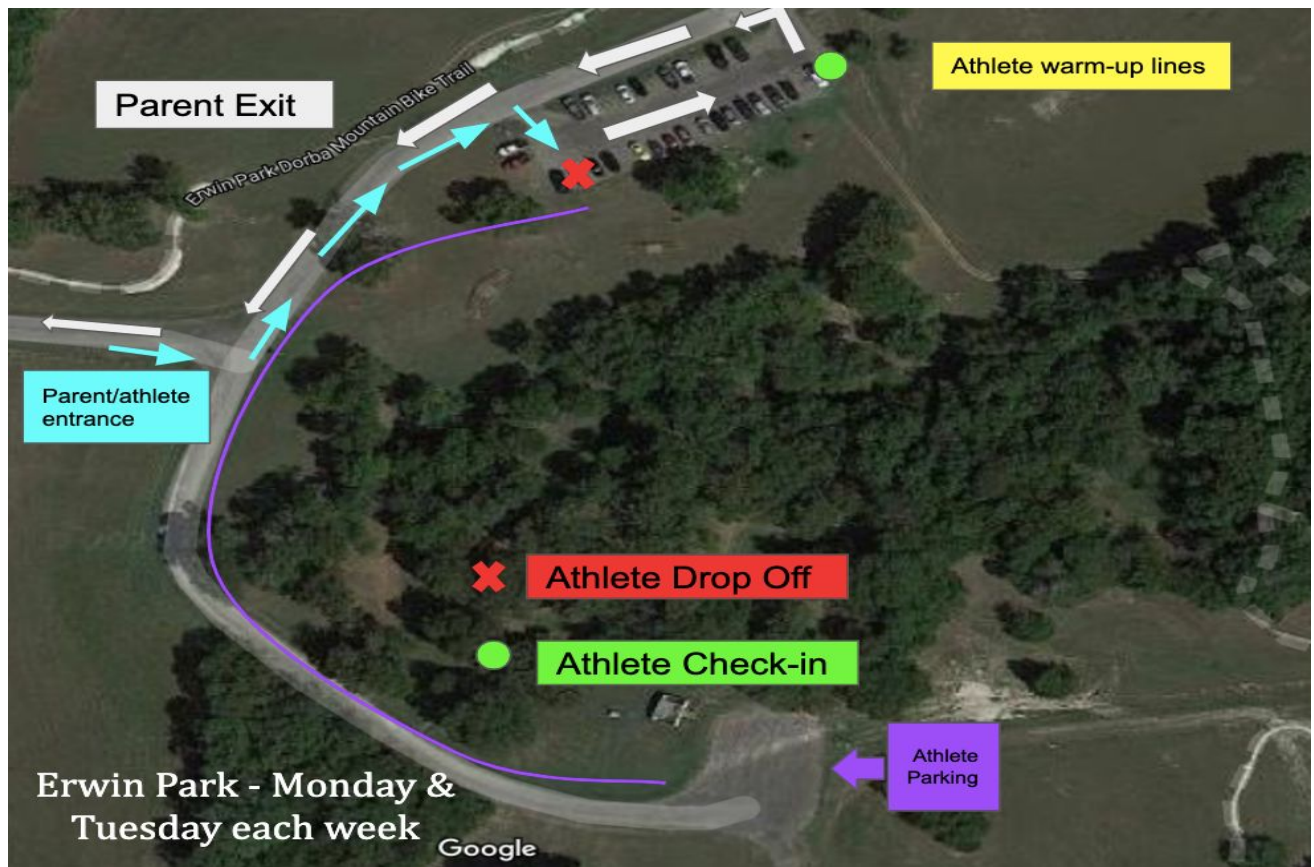 Athlete warm-up lines
Parent Exit
Erwin Park Dorba Mountain Bike Trail
Parent/athlete
entrance
Athlete Drop Off
Athlete Check-in
Athlete
Parking
Erwin Park - Monday &
Tuesday each week
Google